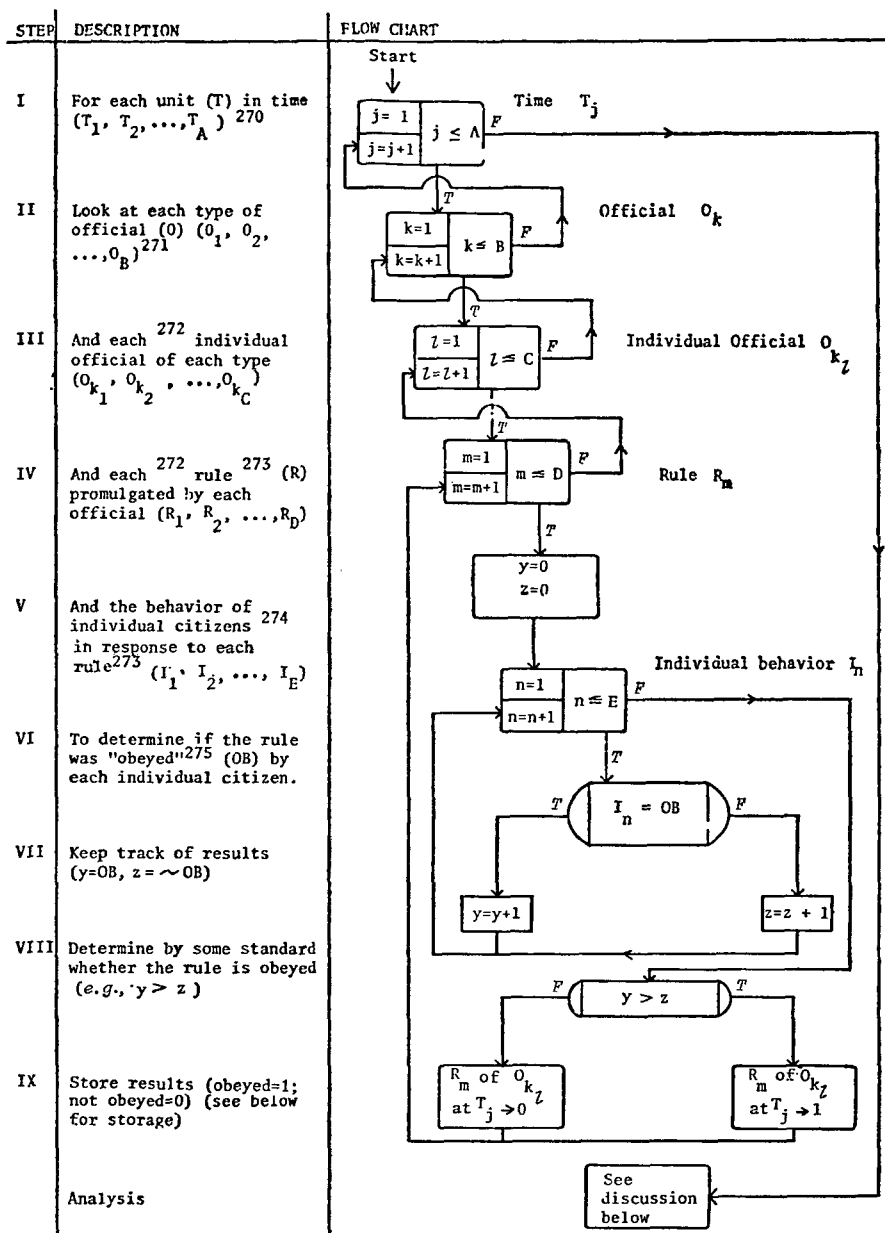 STEP DESCRIPTION FLOW CHART
Start
I For each unit (T) in time
(T1, T2, ...,TA) 270
j= 1
j=j+1
j ≤ A
F
Time Tj
T
II Look at each type of
official (O) (O1, O2,
...,OB)271
k=1
k=k+1
k≤ B
F
Official Ok
T
III And each 272 individual
official of each type
(Ok1, Ok2 , ...,OkC)
l=1
l=l+1
l ≤ C
F
Individual Official Okl
T
IV And each 272 rule 273 (R)
promulgated by each
official (R1, R2, ...,RD)
m=1
m=m+1
m ≤ D
F
Rule Rm
T
y=0
z=0
V And the behavior of
individual citizens 274
in response to each
rule273 (I1, I2, ..., IE)
Individual behavior In
n=1
n=n+1
n ≤ E
F
T
VI To determine if the rule
was "obeyed"275 (OB) by
each individual citizen.
T
In = OB
F
VII Keep track of results
(y=OB, z = ~ OB)
y=y+1
z=z + 1
VIII Determine by some standard
whether the rule is obeyed
(e.g., y > z )
F
y > z
T
IX Store results (obeyed=1;
not obeyed=0) (see below
for storage)
Rm of Okl
at Tj → 0
Rm of Okl
at Tj → 1
Analysis
See
discussion
below